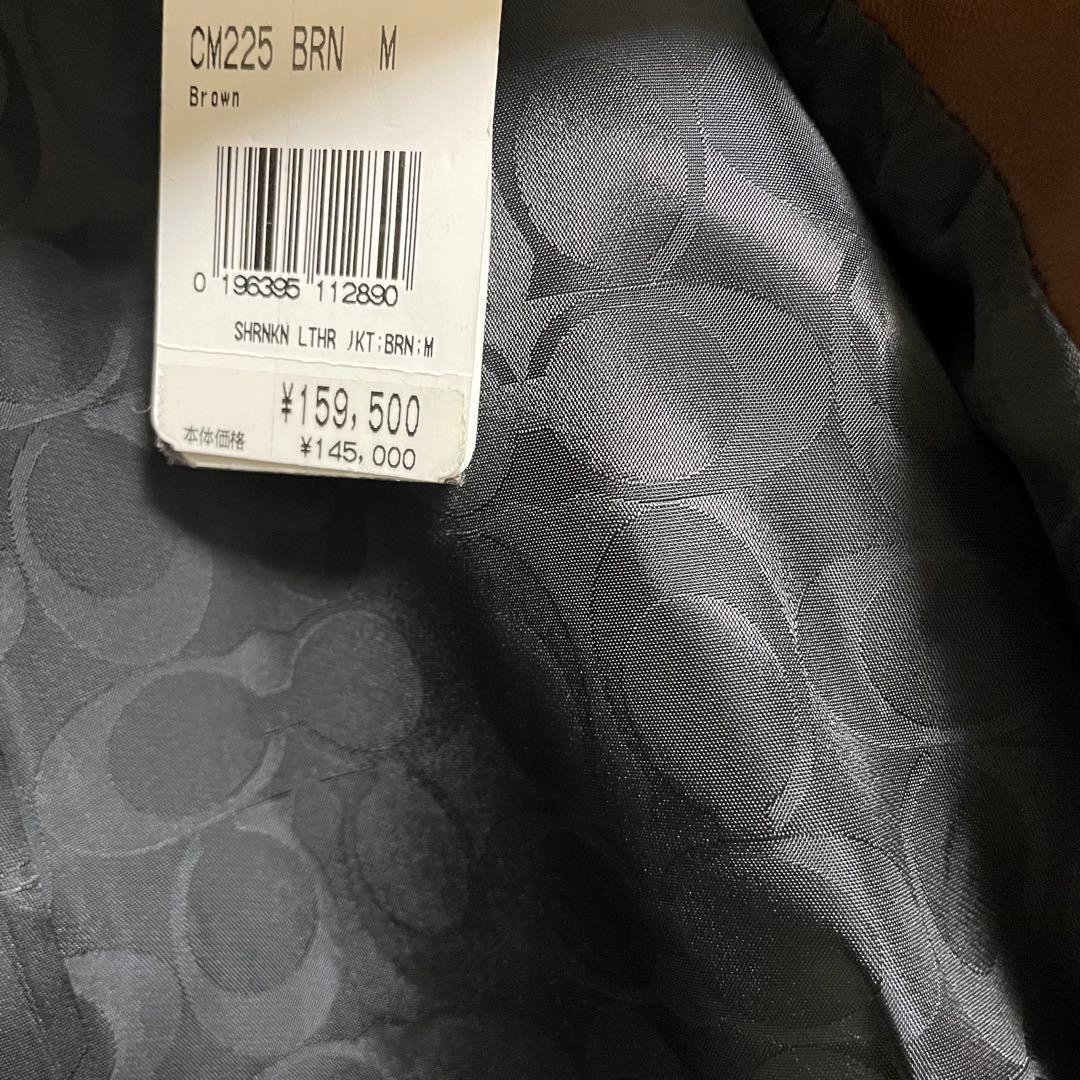 CM225 BRN M
Brown
0 196395 112890
SHRNKN LTHR JKT;BRN;M
¥159,500
本体価格 ¥145,000